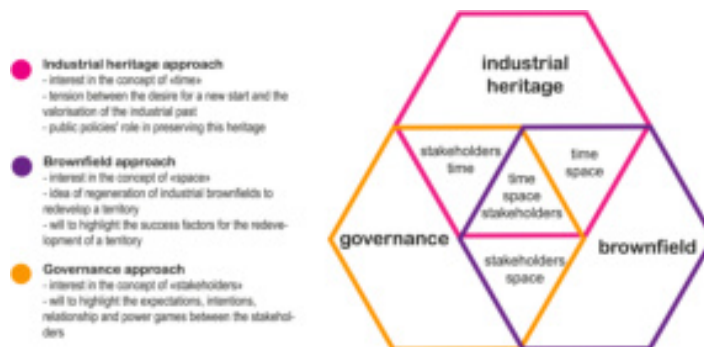 Industrial heritage approach
- interest in the concept of «time»
- tension between the desire for a new start and the
valorisation of the industrial past
- public policies' role in preserving this heritage
Brownfield approach
- interest in the concept of «space»
- idea of regeneration of industrial brownfields to
redevelop a territory
- will to highlight the success factors for the redeve-
lopment of a territory
Governance approach
- interest in the concept of «stakeholders»
- will to highlight the expectations, intentions,
relationship and power games between the stakehol-
ders
industrial
heritage
stakeholders
time
time
space
time
space
stakeholders
governance
brownfield
stakeholders
space